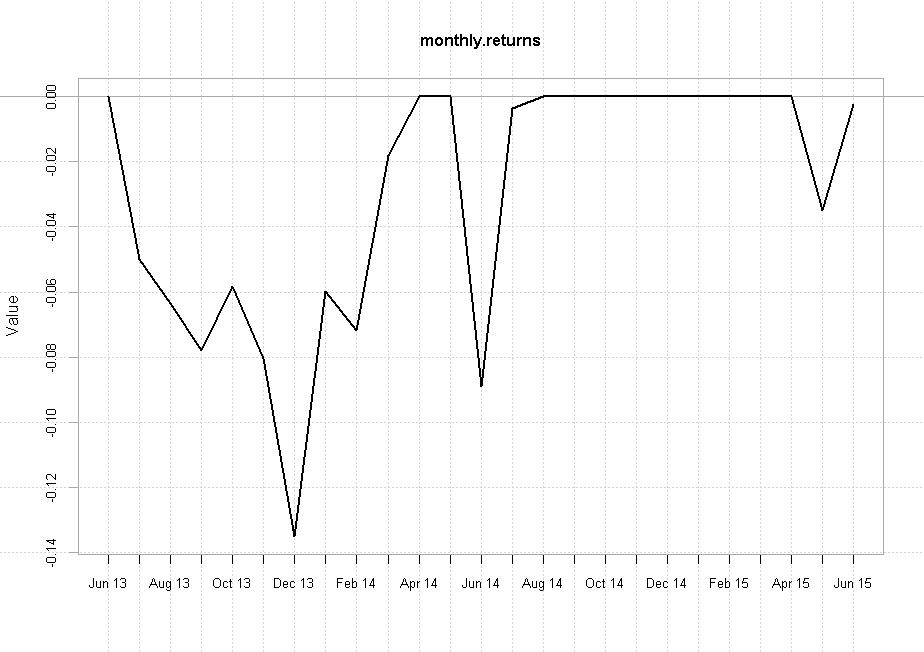 monthly.returns
Value
0.00
-0.02
-0.04
-0.06
-0.08
-0.10
-0.12
-0.14
Jun 13 Aug 13 Oct 13 Dec 13 Feb 14 Apr 14 Jun 14 Aug 14 Oct 14 Dec 14 Feb 15 Apr 15 Jun 15